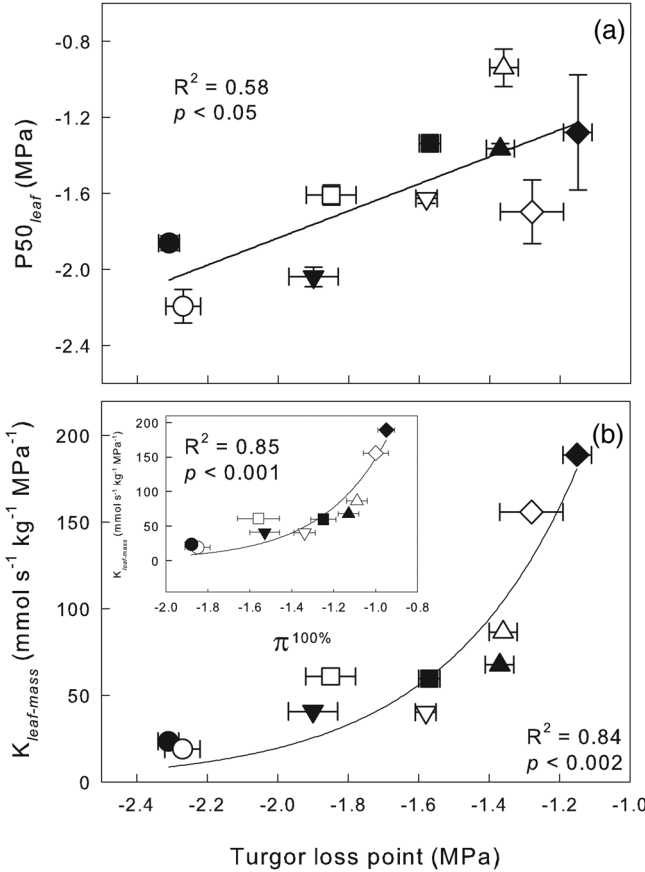 (a)
R² = 0.58
p < 0.05
-0.8
-1.2
-1.6
-2.0
-2.4
P50leaf (MPa)
(b)
200
150
100
50
0
Kleaf-mass (mmol s-1 kg-1 MPa-1)
R² = 0.85
p < 0.001
200
150
100
50
0
Kleaf-mass (mmol s-1 kg-1 MPa-1)
-2.0 -1.8 -1.6 -1.4 -1.2 -1.0 -0.8
π100%
R² = 0.84
p < 0.002
-2.4 -2.2 -2.0 -1.8 -1.6 -1.4 -1.2 -1.0
Turgor loss point (MPa)